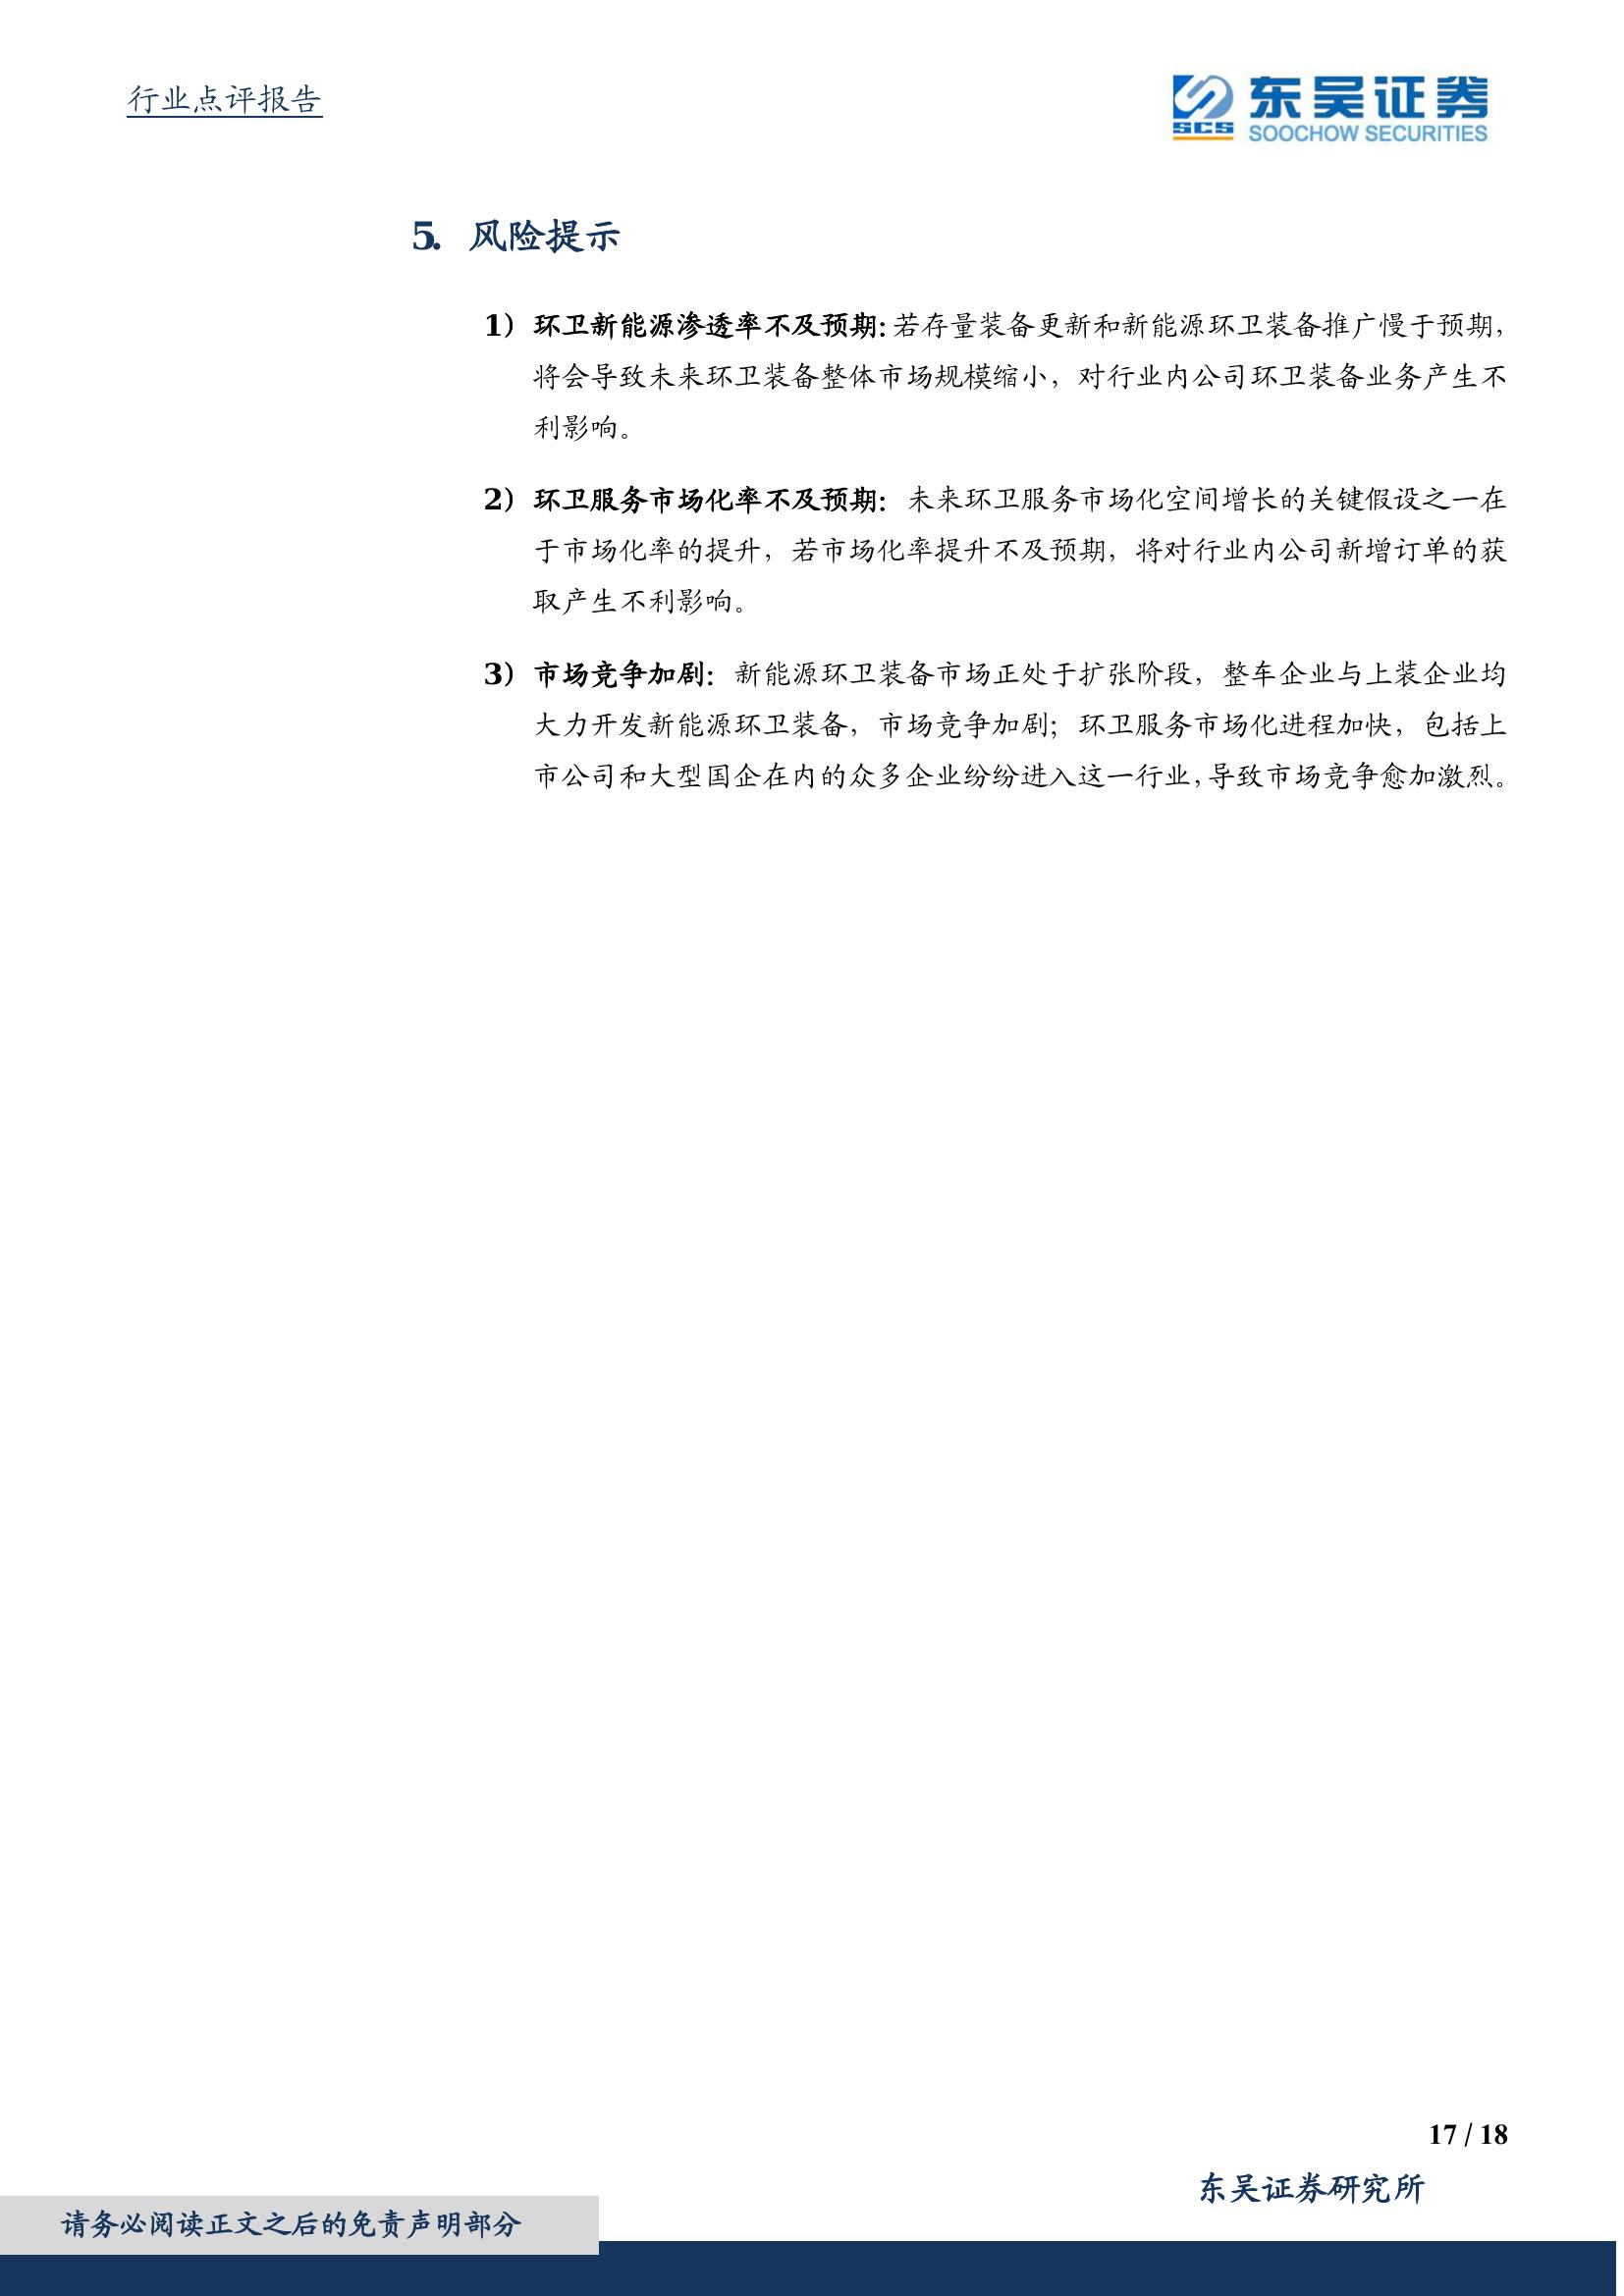 行业点评报告
东吴证券
SCS
SOOCHOW SECURITIES
5. 风险提示
1) 环卫新能源渗透率不及预期：若存量装备更新和新能源环卫装备推广慢于预期，
将会导致未来环卫装备整体市场规模缩小，对行业内公司环卫装备业务产生不
利影响。
2) 环卫服务市场化率不及预期：未来环卫服务市场化空间增长的关键假设之一在
于市场化率的提升，若市场化率提升不及预期，将对行业内公司新增订单的获
取产生不利影响。
3) 市场竞争加剧：新能源环卫装备市场正处于扩张阶段，整车企业与上装企业均
大力开发新能源环卫装备，市场竞争加剧；环卫服务市场化进程加快，包括上
市公司和大型国企在内的众多企业纷纷进入这一行业，导致市场竞争愈加激烈。
17 / 18
东吴证券研究所
请务必阅读正文之后的免责声明部分